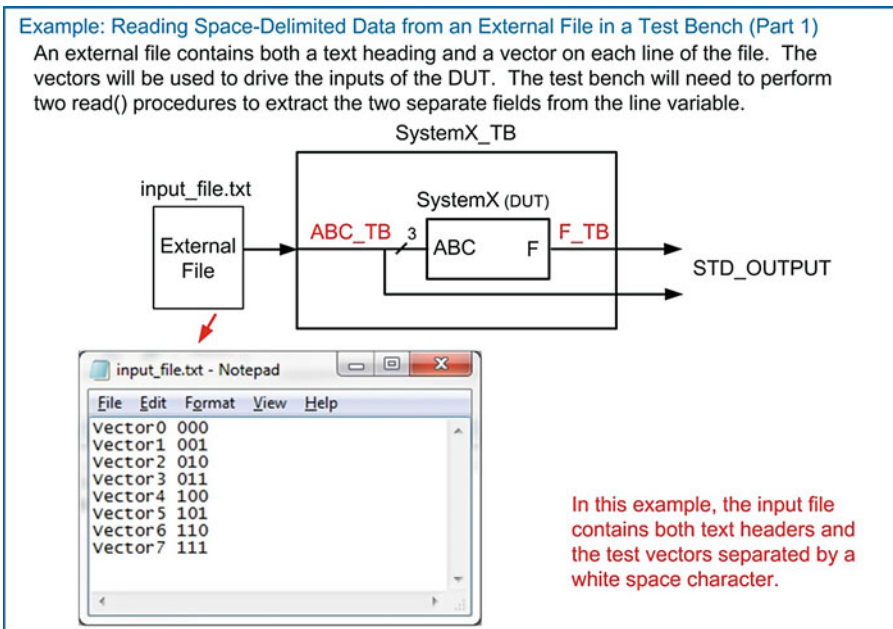 Example: Reading Space-Delimited Data from an External File in a Test Bench (Part 1)
An external file contains both a text heading and a vector on each line of the file. The
vectors will be used to drive the inputs of the DUT. The test bench will need to perform
two read() procedures to extract the two separate fields from the line variable.
SystemX_TB
input_file.txt
SystemX (DUT)
External
File
ABC_TB
3
ABC
F
F_TB
STD_OUTPUT
input_file.txt - Notepad
File Edit Format View Help
Vector0 000
Vector1 001
Vector2 010
Vector3 011
Vector4 100
Vector5 101
Vector6 110
Vector7 111
In this example, the input file
contains both text headers and
the test vectors separated by a
white space character.